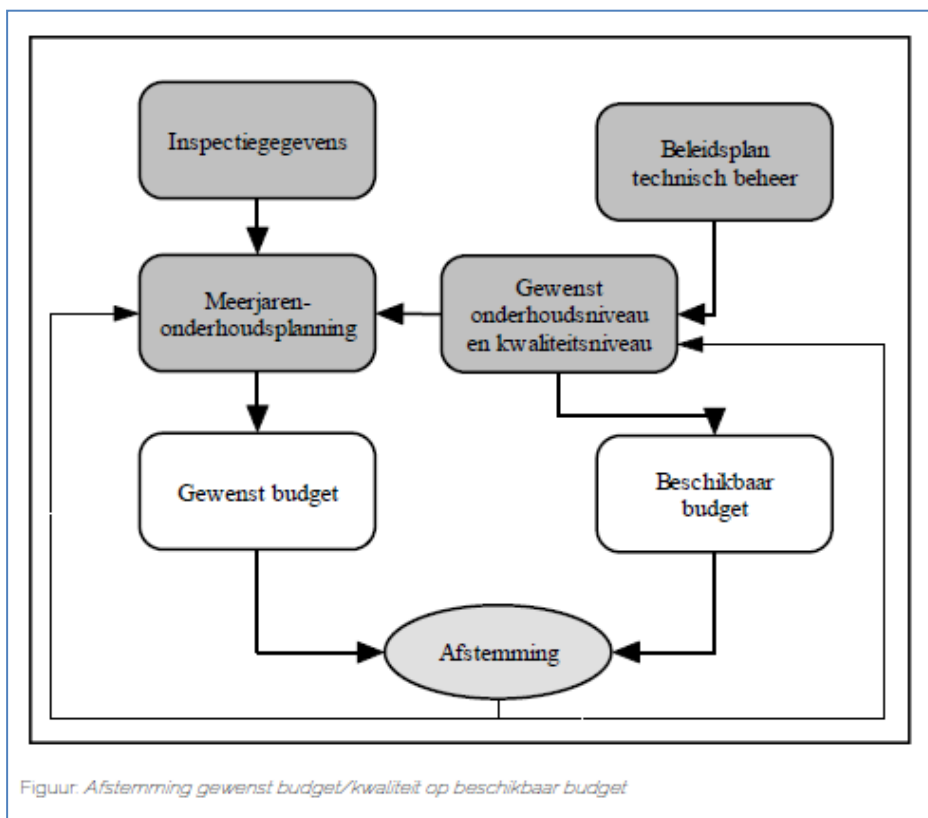 Inspectiegegevens
Beleidsplan
technisch beheer
Meerjaren-
onderhoudsplanning
Gewenst
onderhoudsniveau
en kwaliteitsniveau
Gewenst budget
Beschikbaar
budget
Afstemming
Figuur: Afstemming gewenst budget/kwaliteit op beschikbaar budget